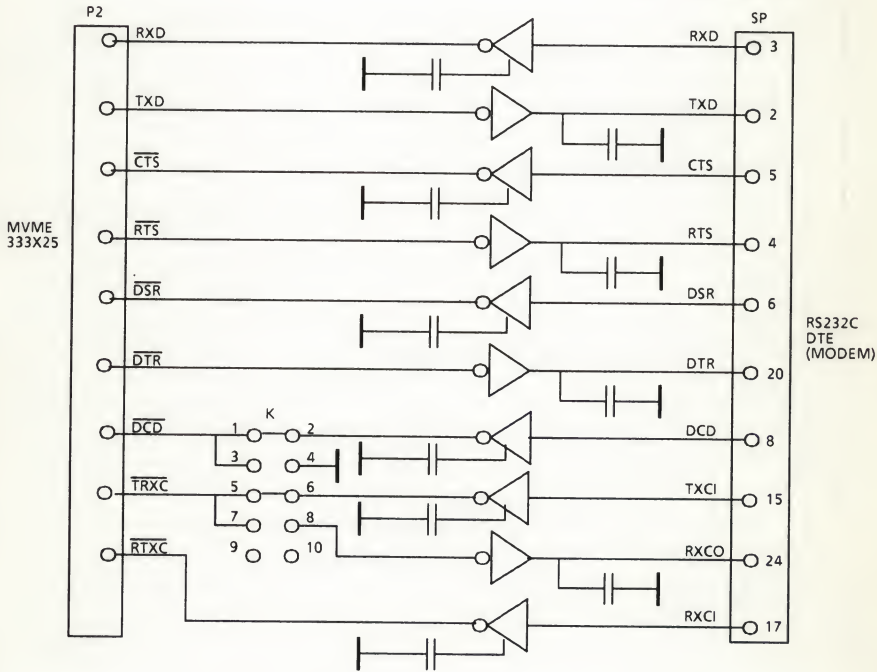 P2 SP
RXD RXD 3
TXD TXD 2
CTS CTS 5
MVME
333X25
RTS RTS 4
DSR DSR 6
RS232C
DTE
(MODEM)
DTR DTR 20
K
DCD 1 2 DCD 8
3 4
TRXC 5 6 TXCI 15
7 8
RTXC 9 10 RXCO 24
RXCI 17